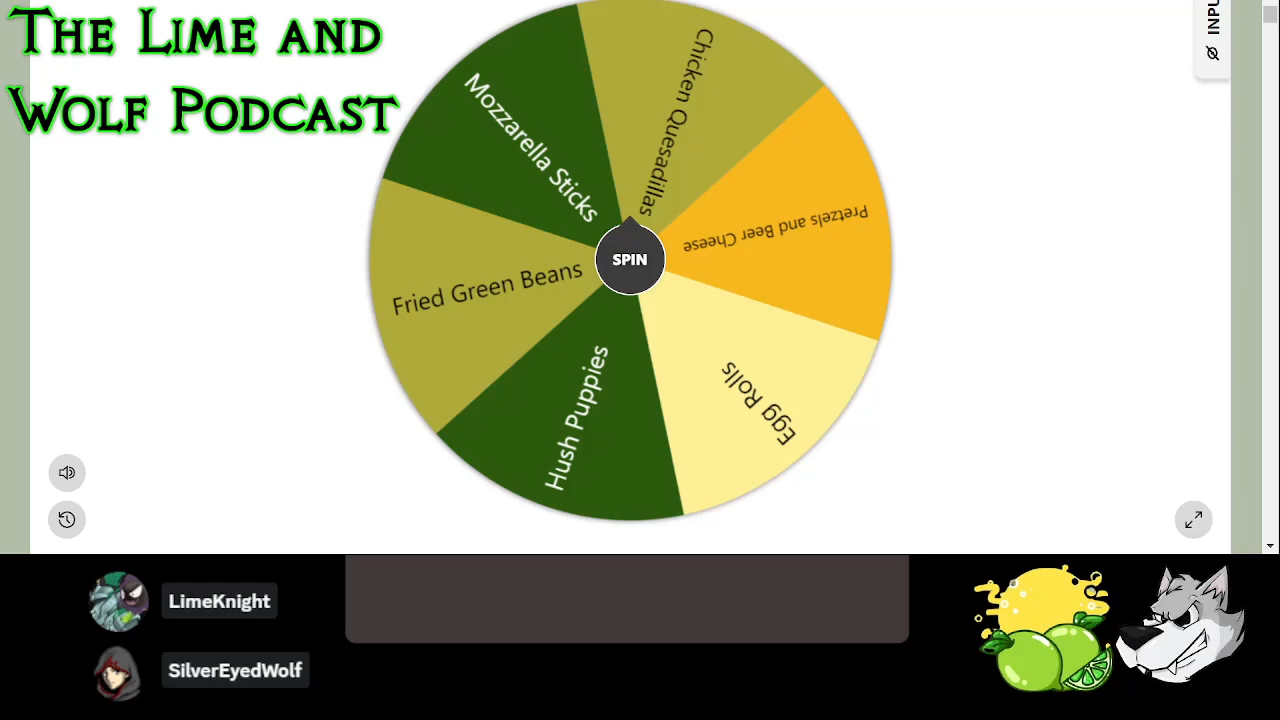 The Lime and
Wolf Podcast
INPU
Chicken Quesadillas
Mozzarella Sticks
Pretzels and Beer Cheese
SPIN
Fried Green Beans
Egg Rolls
Hush Puppies
LimeKnight
SilverEyedWolf